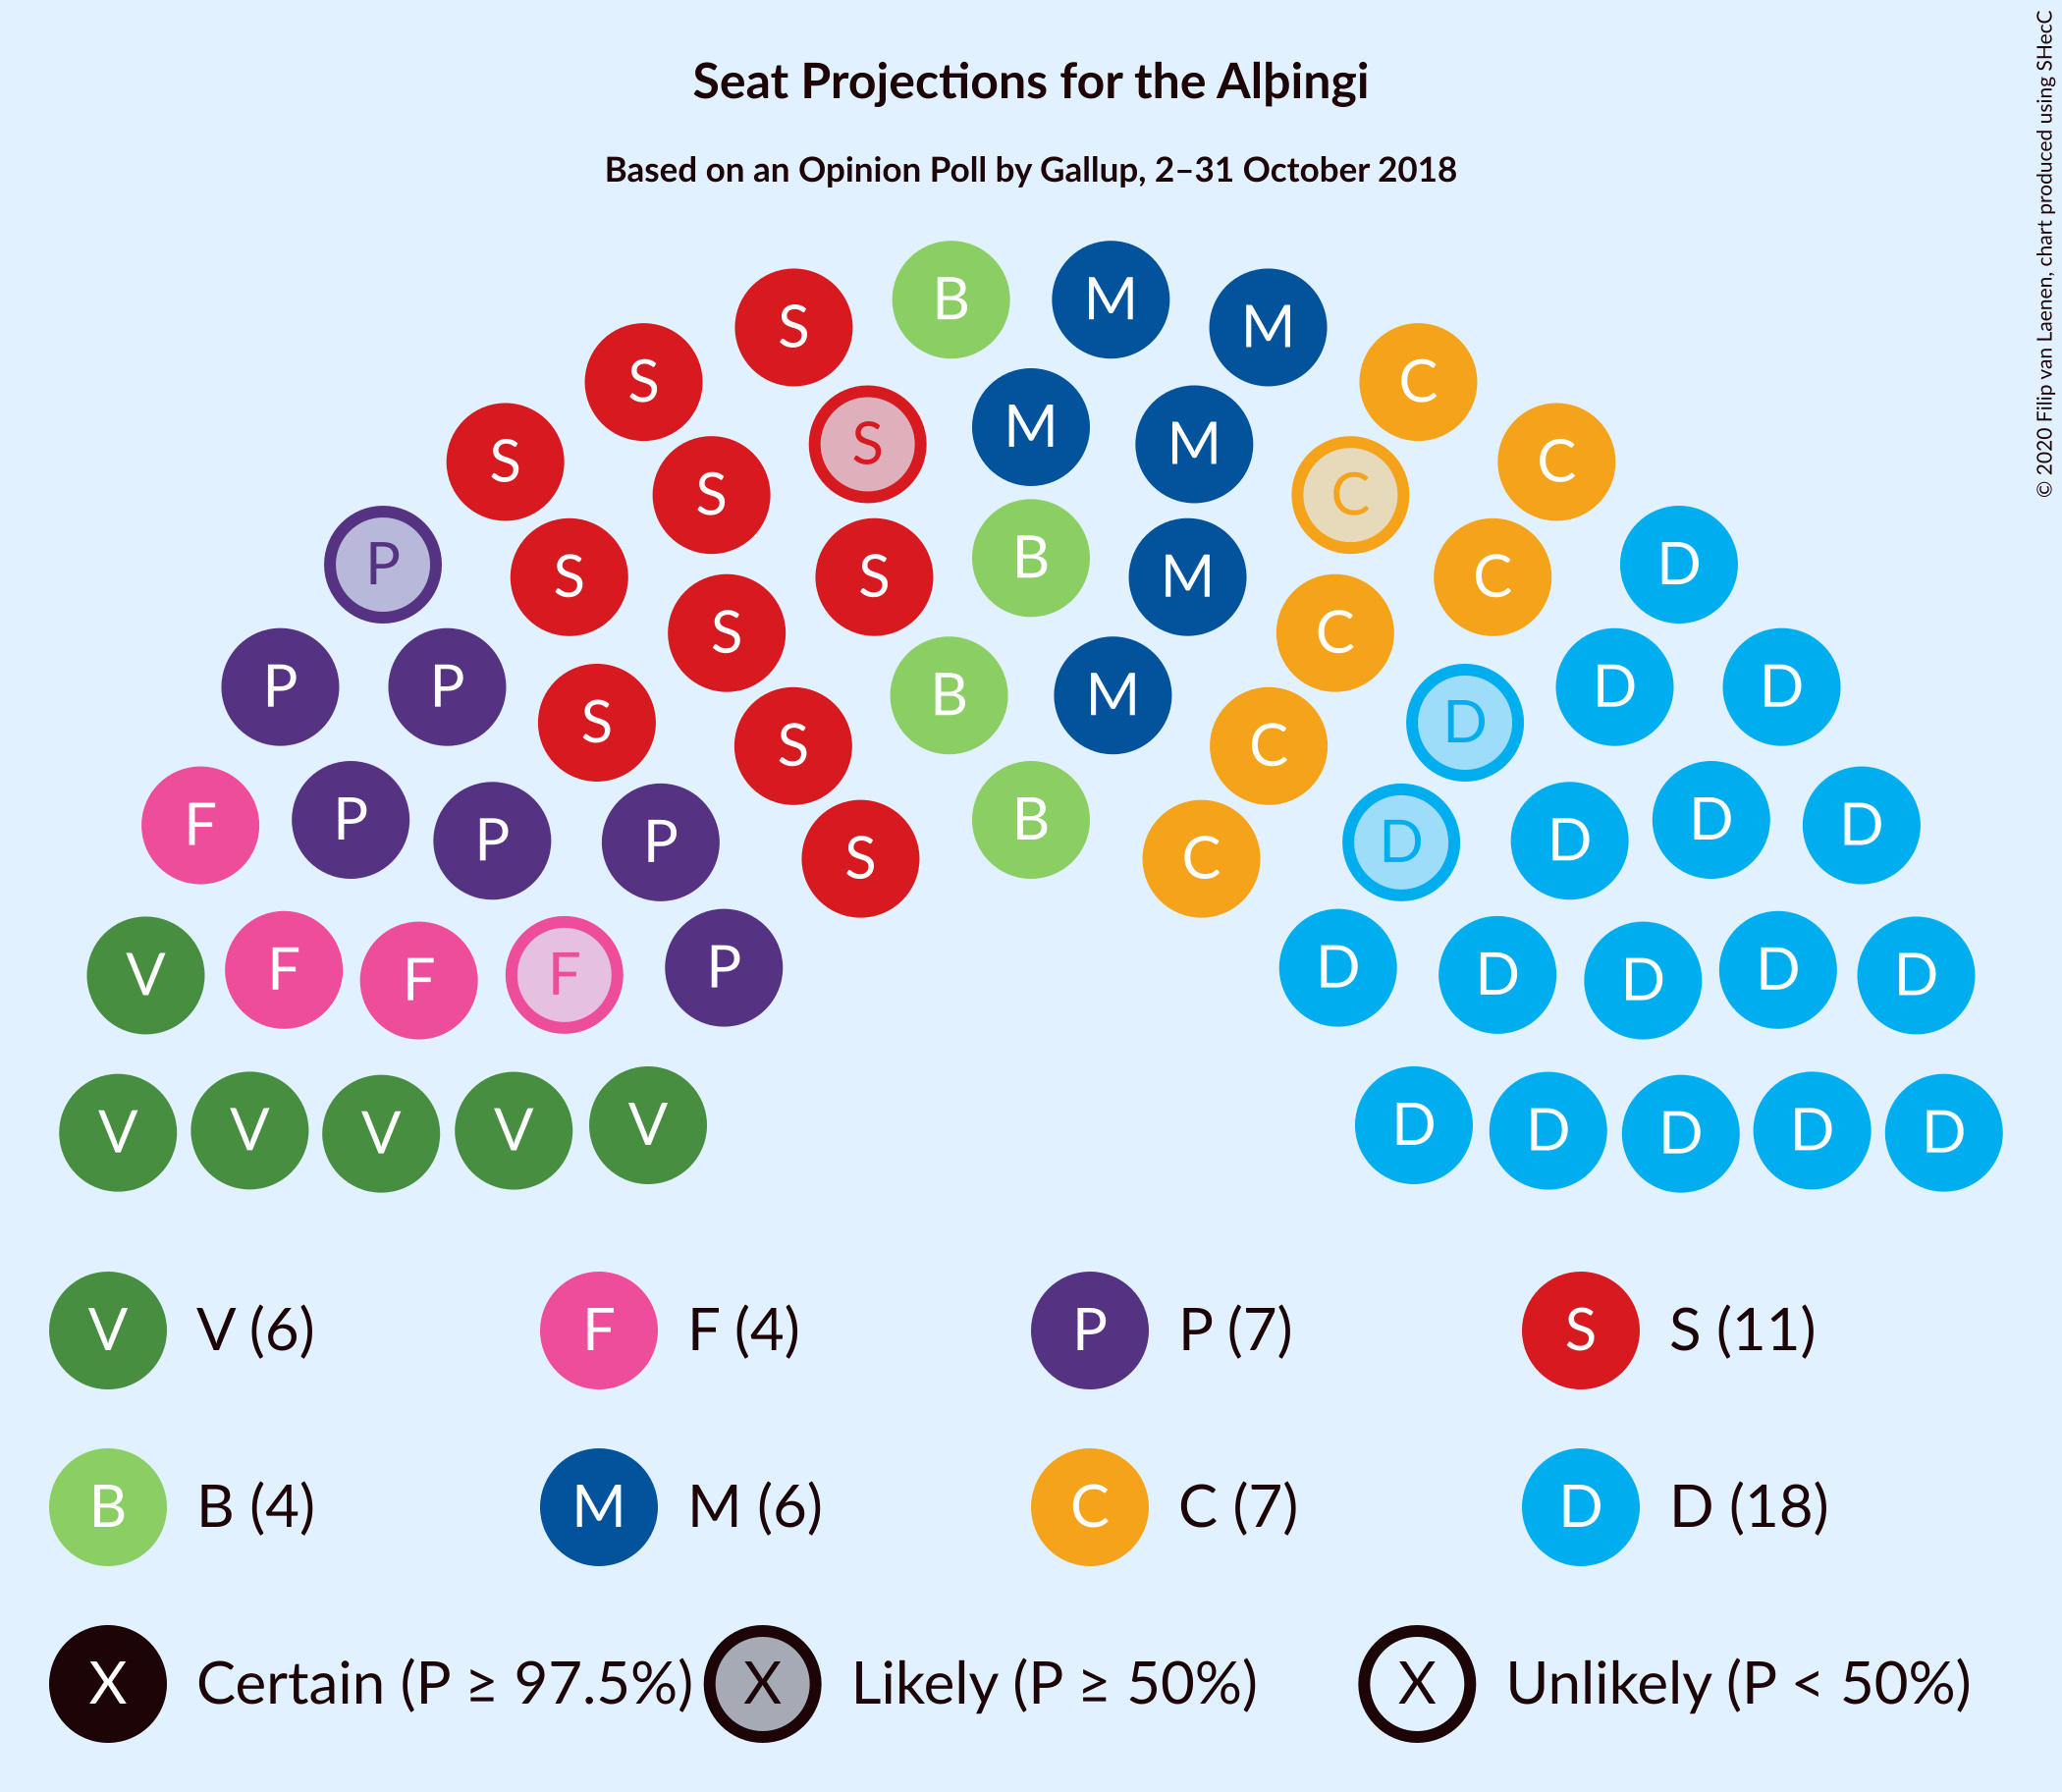 Seat Projections for the Alþingi
Based on an Opinion Poll by Gallup, 2–31 October 2018
© 2020 Filip van Laenen, chart produced using SHecC
B M
S M
S C
M
S M
S C
S C
B
P D
S S M C
S C
P P D D
B M
S D
S C
F P B D D
P P D D
S C
V F F F P D D D D D
V V V V V D D D D D
V V (6) F F (4) P P (7) S S (11)
B B (4) M M (6) C C (7) D D (18)
X Certain (P ≥ 97.5%) X Likely (P ≥ 50%) X Unlikely (P < 50%)